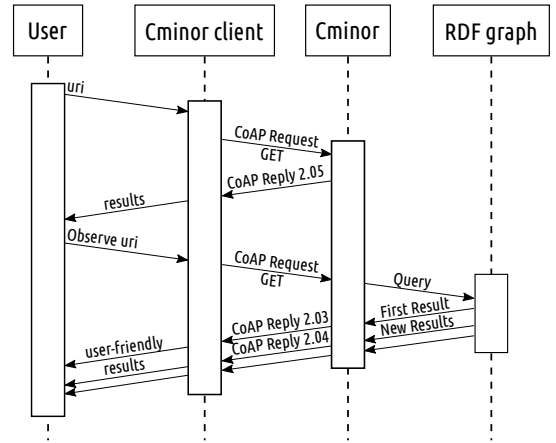 User
Cminor client
Cminor
RDF graph
uri
CoAP Request
GET
CoAP Reply 2.05
results
Observe uri
CoAP Request
GET
Query
First Result
New Results
CoAP Reply 2.03
CoAP Reply 2.04
user-friendly
results